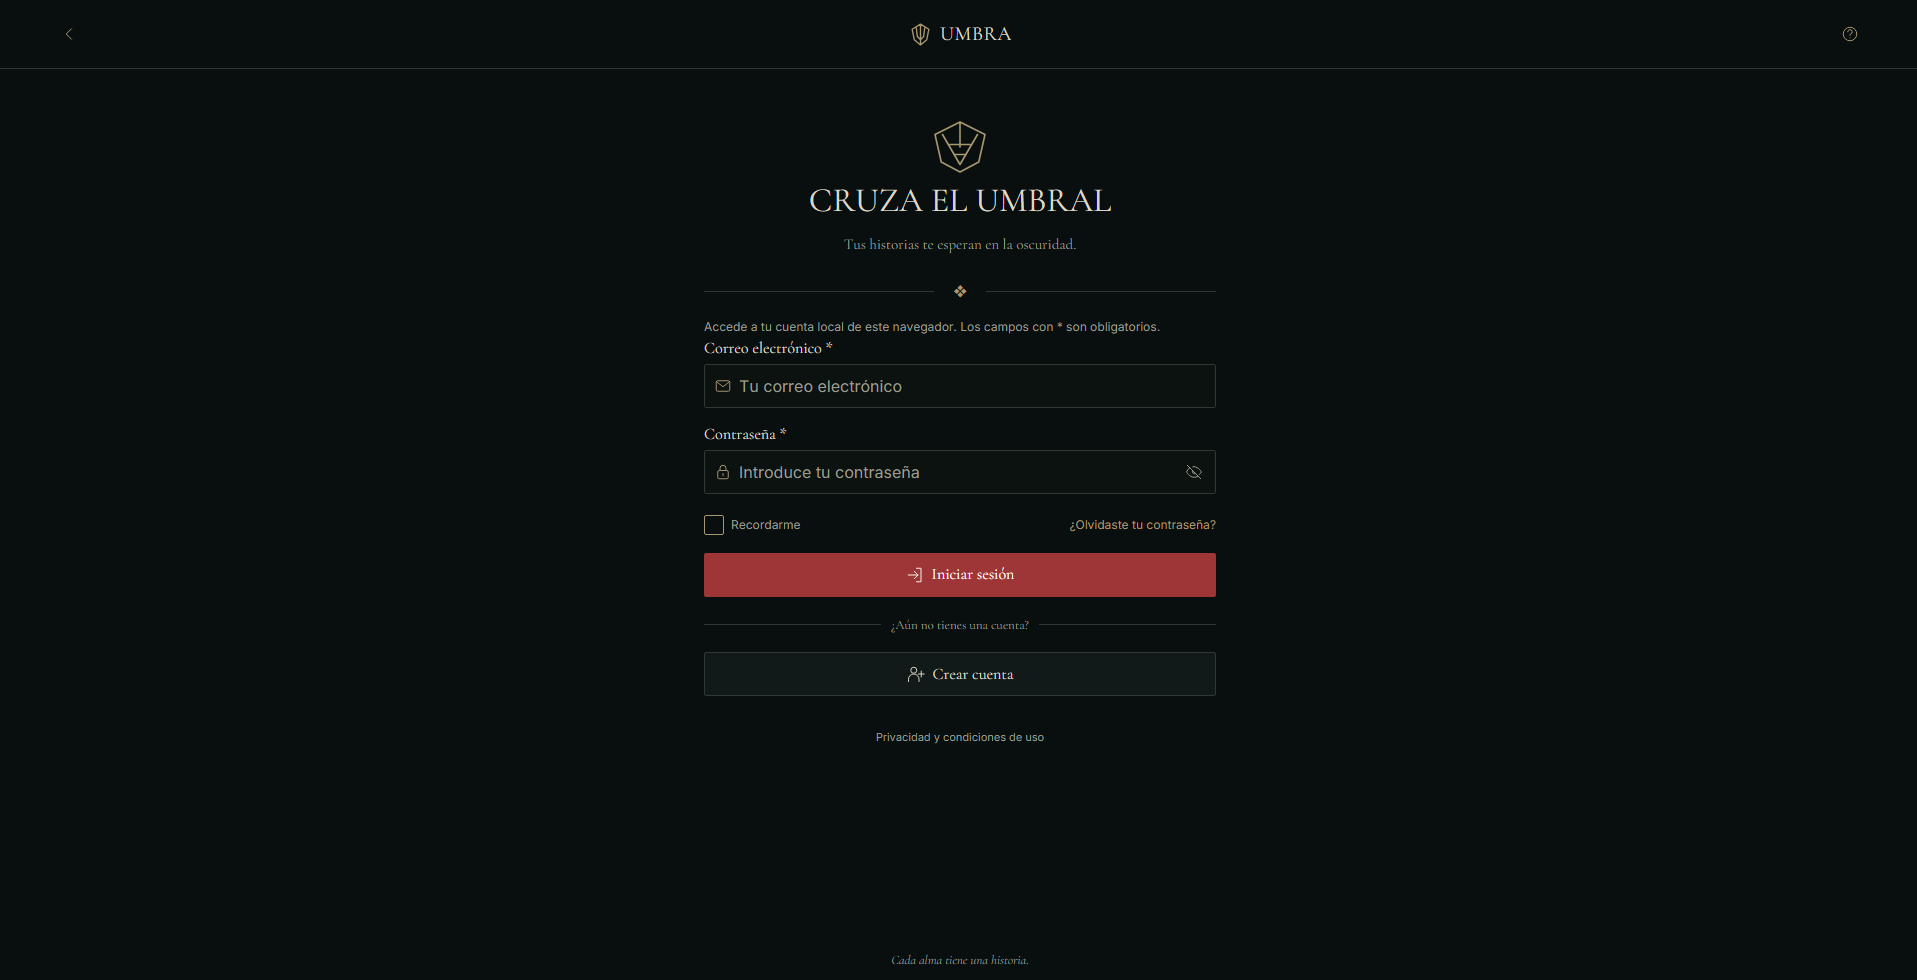 UMBRA
CRUZA EL UMBRAL
Tus historias te esperan en la oscuridad.
Accede a tu cuenta local de este navegador. Los campos con * son obligatorios.
Correo electrónico *
Tu correo electrónico
Contraseña *
Introduce tu contraseña
Recordarme
¿Olvidaste tu contraseña?
Iniciar sesión
¿Aún no tienes una cuenta?
Crear cuenta
Privacidad y condiciones de uso
Cada alma tiene una historia.